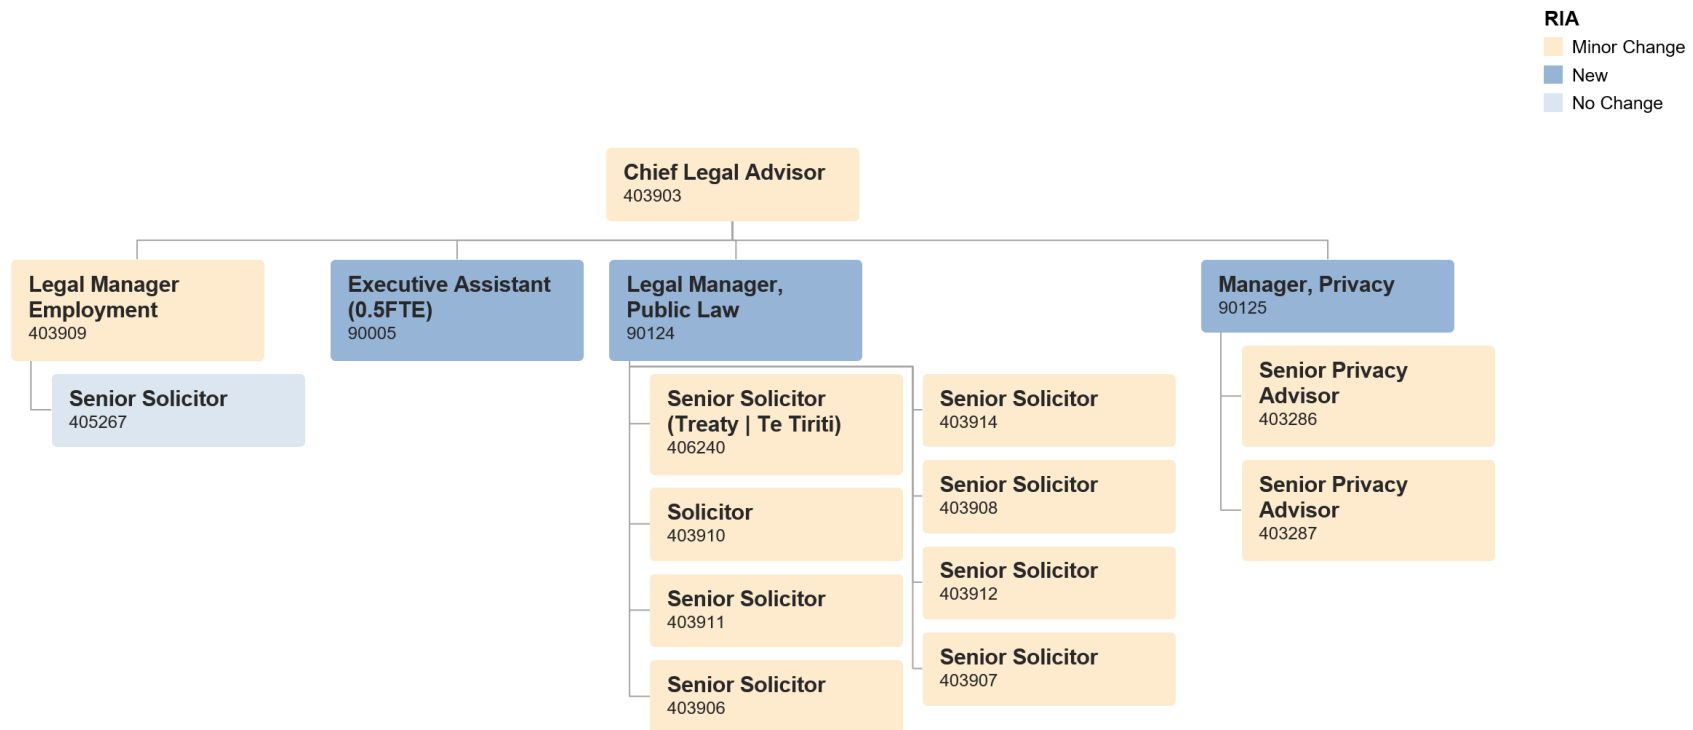 RIA
Minor Change
New
No Change
Chief Legal Advisor
403903
Legal Manager
Employment
403909
Executive Assistant
(0.5FTE)
90005
Legal Manager,
Public Law
90124
Manager, Privacy
90125
Senior Solicitor
405267
Senior Solicitor
(Treaty | Te Tiriti)
406240
Solicitor
403910
Senior Solicitor
403911
Senior Solicitor
403906
Senior Solicitor
403914
Senior Solicitor
403908
Senior Solicitor
403912
Senior Solicitor
403907
Senior Privacy
Advisor
403286
Senior Privacy
Advisor
403287